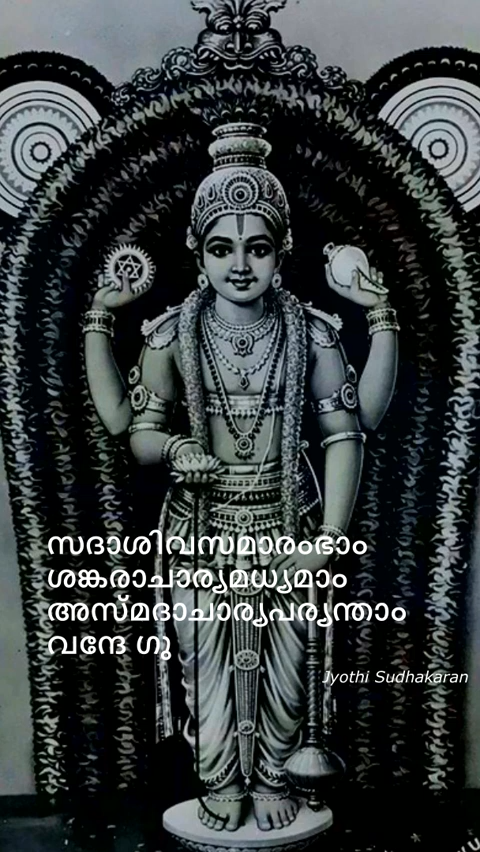 സദാശിവസമാരംഭാം
ശങ്കരാചാര്യമധ്യമാം
അസ്മദാചാര്യപര്യന്താം
വന്ദേ ഗു
Jyothi Sudhakaran